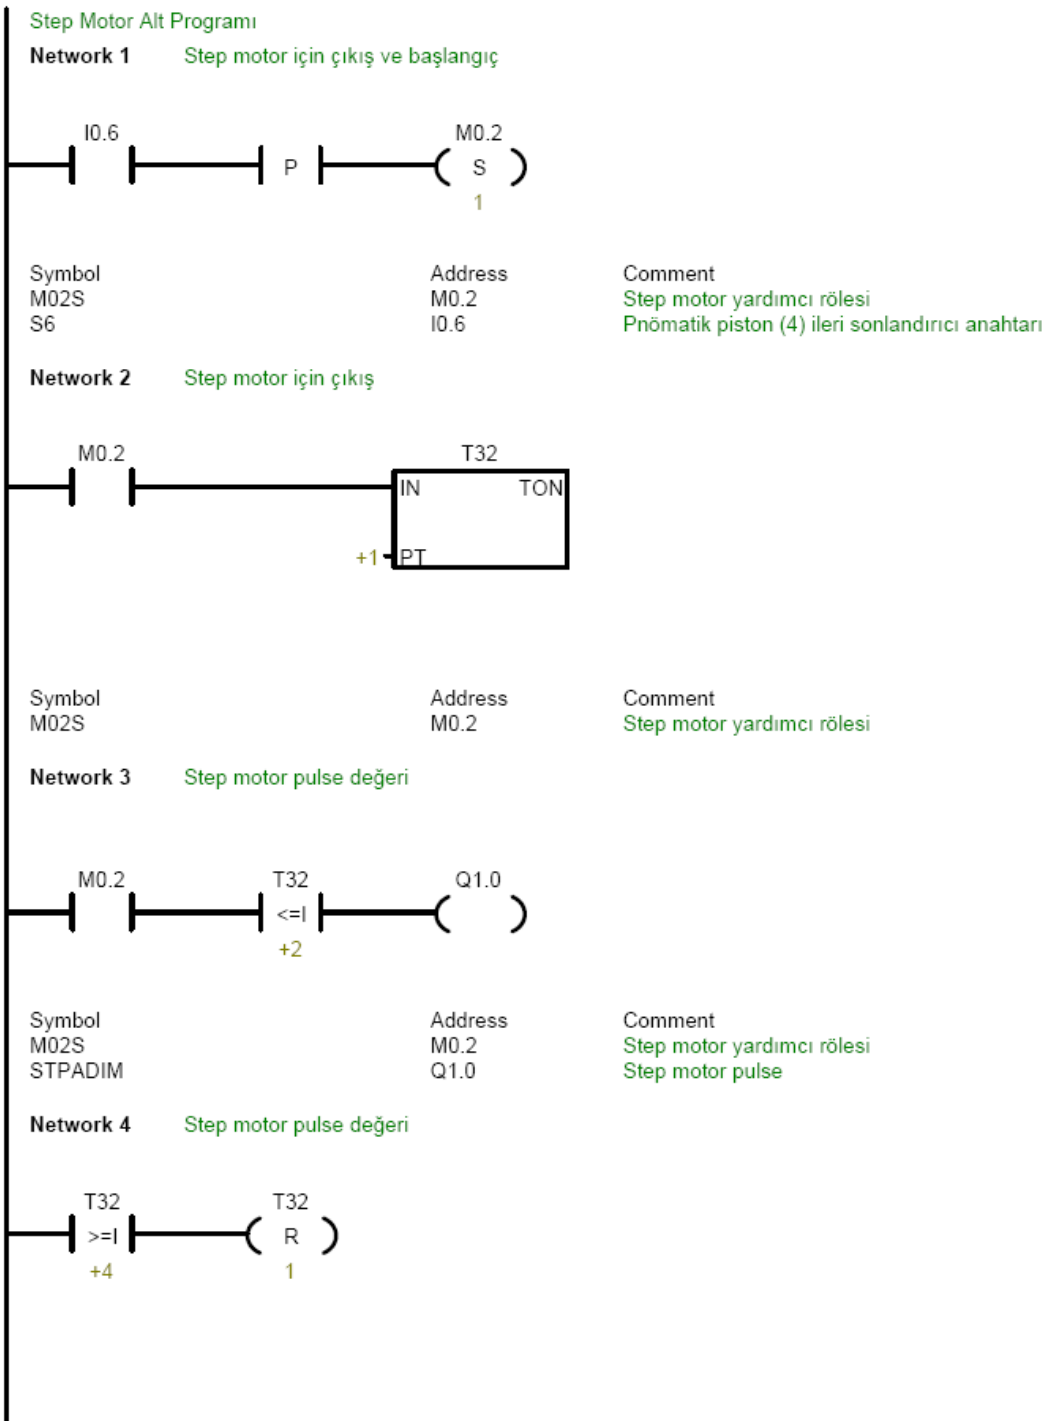 Step Motor Alt Programı
Network 1 Step motor için çıkış ve başlangıç
I0.6 M0.2
P S
1
Symbol Address Comment
M02S M0.2 Step motor yardımcı rölesi
S6 I0.6 Pnömatik piston (4) ileri sonlandırıcı anahtarı
Network 2 Step motor için çıkış
M0.2 T32
IN TON
+1 PT
Symbol Address Comment
M02S M0.2 Step motor yardımcı rölesi
Network 3 Step motor pulse değeri
M0.2 T32 Q1.0
<=I
+2
Symbol Address Comment
M02S M0.2 Step motor yardımcı rölesi
STPADIM Q1.0 Step motor pulse
Network 4 Step motor pulse değeri
T32 T32
>=I R
+4 1